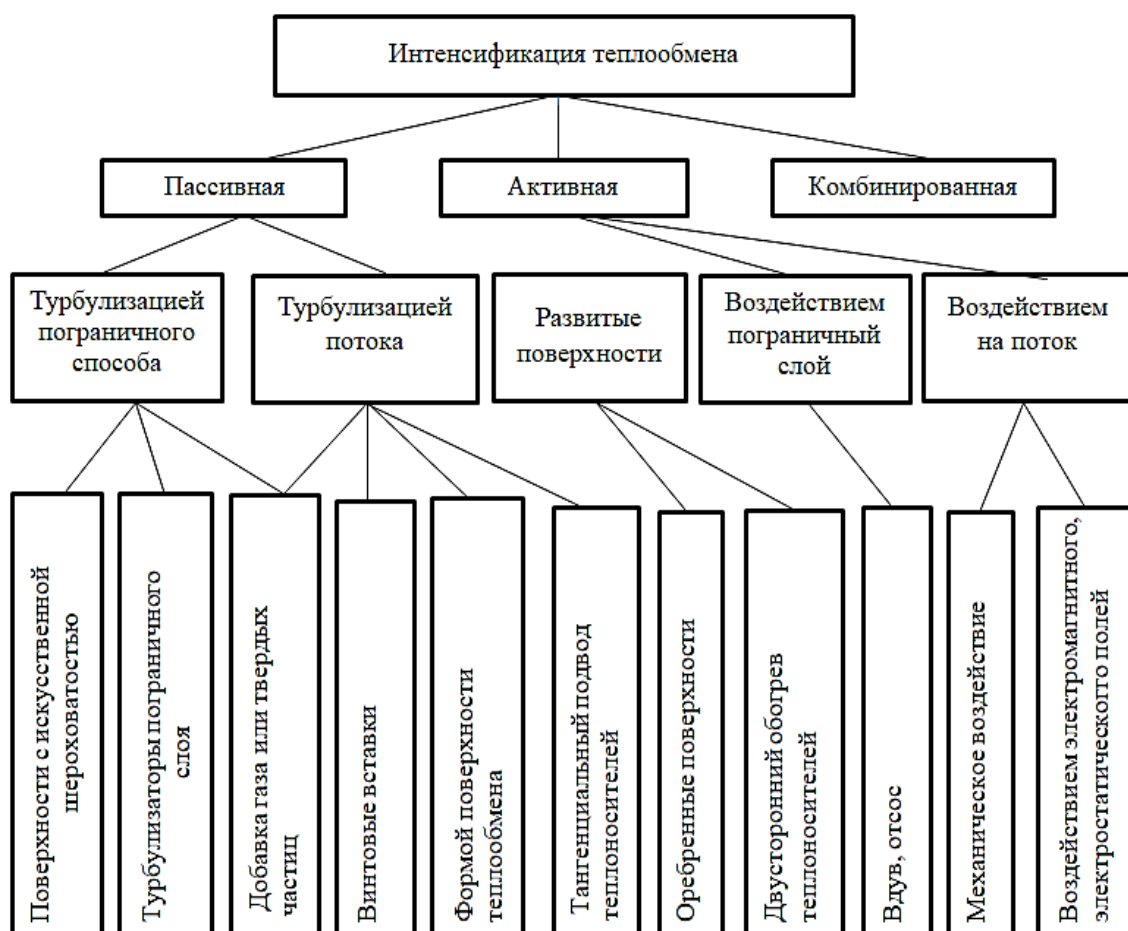 Интенсификация теплообмена
Пассивная
Активная
Комбинированная
Турбулизацией
пограничного
способа
Турбулизацией
потока
Развитые
поверхности
Воздействием
пограничный
слой
Воздействием
на поток
Поверхности с искусственной
шероховатостью
Турбулизаторы пограничного
слоя
Добавка газа или твердых
частиц
Винтовые вставки
Формой поверхности
теплообмена
Тангенциальный подвод
теплоносителей
Оребренные поверхности
Двусторонний обогрев
теплоносителей
Вдув, отсос
Механическое воздействие
Воздействием электромагнитного,
электростатического полей